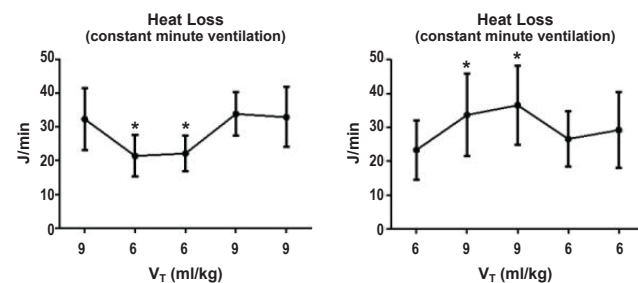 Heat Loss
(constant minute ventilation)
50
40
30
20
10
0
J/min
* *
9 6 6 9 9
V_T (ml/kg)
Heat Loss
(constant minute ventilation)
50
40
30
20
10
0
J/min
* *
6 9 9 6 6
V_T (ml/kg)